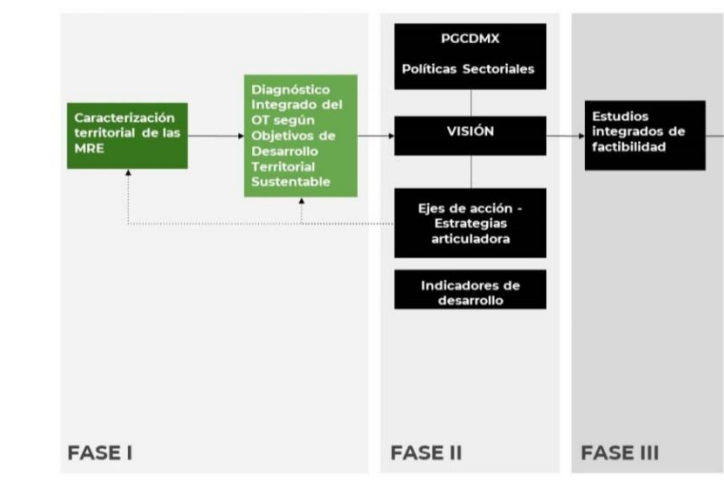 Caracterización
territorial de las
MRE
Diagnóstico
Integrado del
OT según
Objetivos de
Desarrollo
Territorial
Sustentable
PGCDMX
Políticas Sectoriales
VISIÓN
Ejes de acción -
Estrategias
articuladora
Indicadores de
desarrollo
Estudios
integrados de
factibilidad
FASE I
FASE II
FASE III